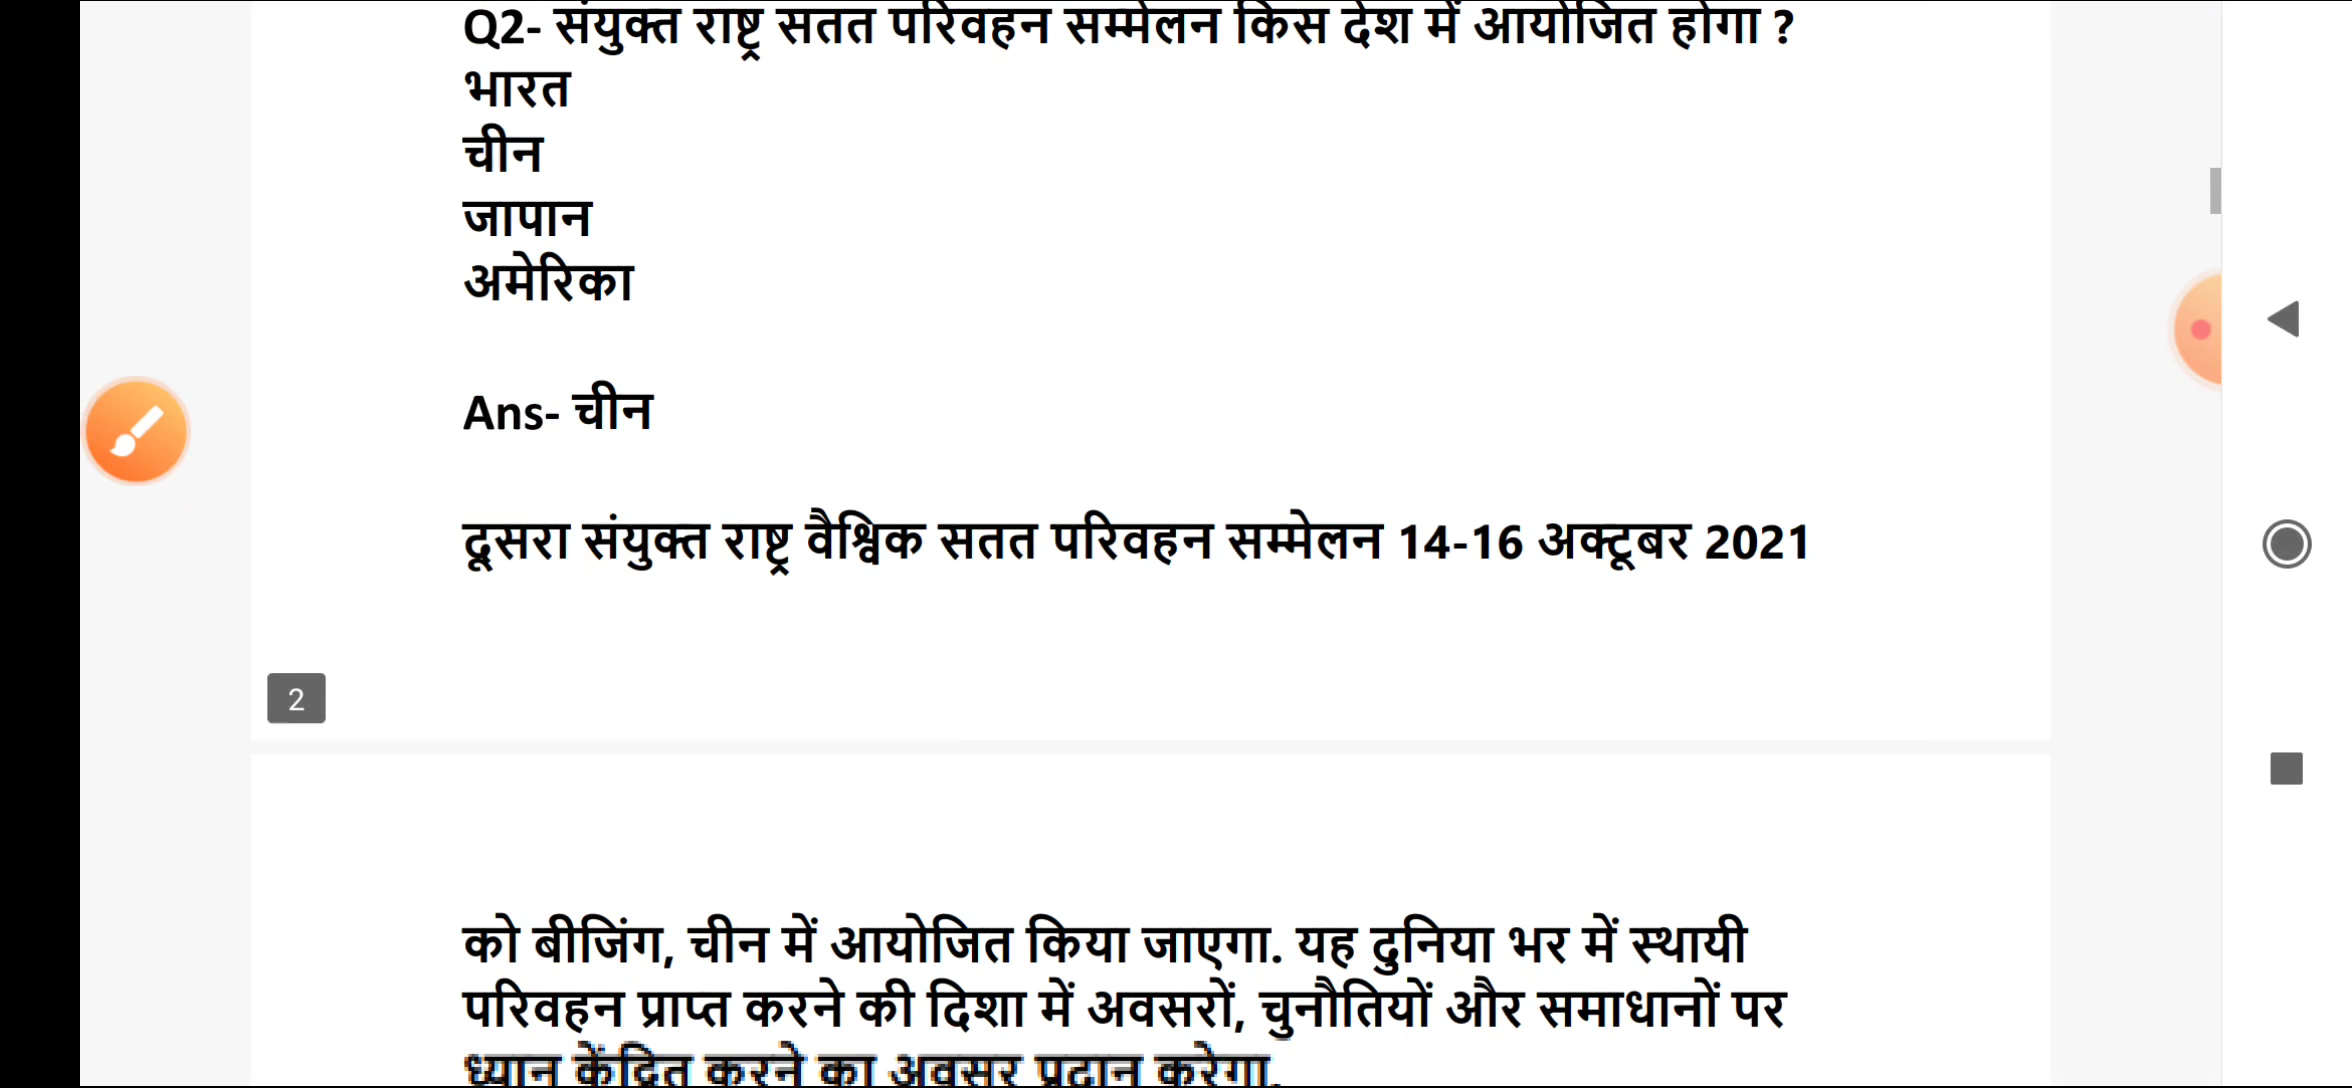 Q2- संयुक्त राष्ट्र सतत परिवहन सम्मेलन किस देश में आयोजित होगा ?
भारत
चीन
जापान
अमेरिका
Ans- चीन
दूसरा संयुक्त राष्ट्र वैश्विक सतत परिवहन सम्मेलन 14-16 अक्टूबर 2021
2
को बीजिंग, चीन में आयोजित किया जाएगा. यह दुनिया भर में स्थायी
परिवहन प्राप्त करने की दिशा में अवसरों, चुनौतियों और समाधानों पर
ध्यान केंद्रित करने का अवसर प्रदान करेगा.